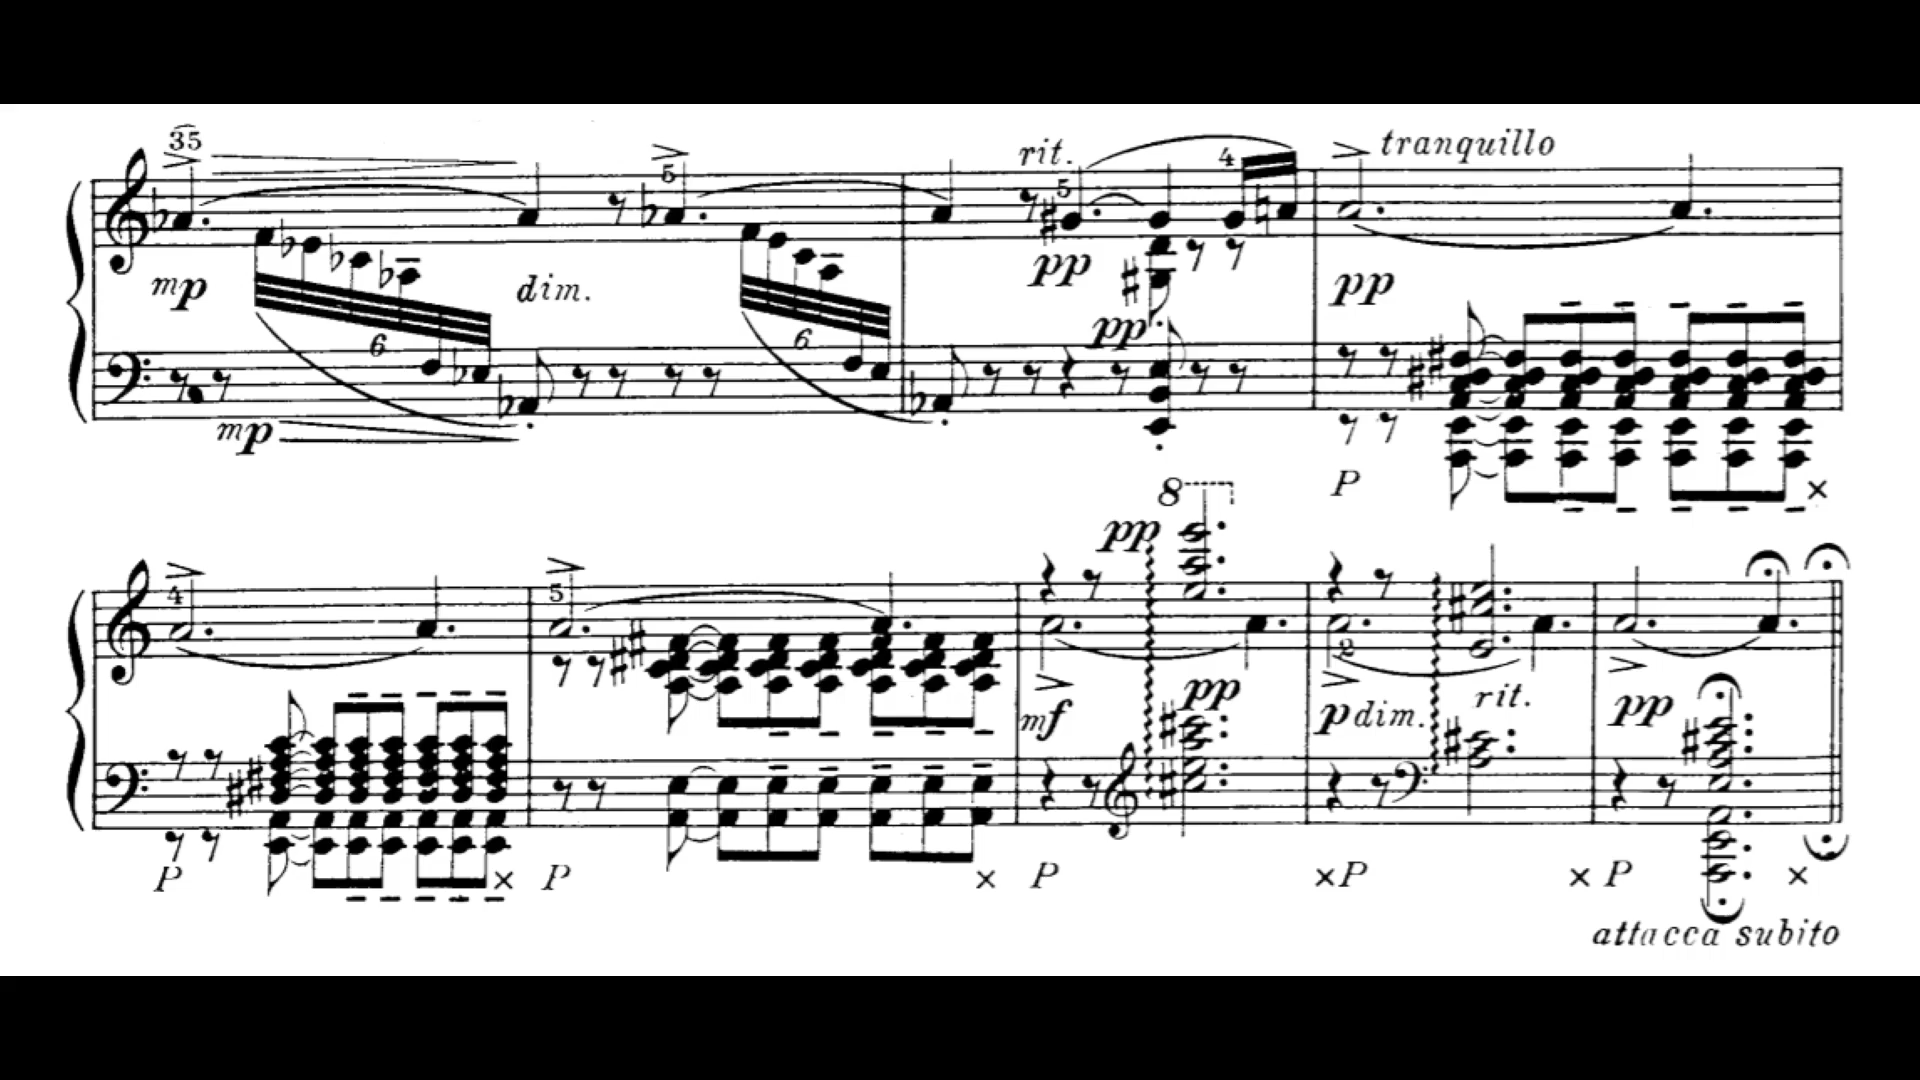 35
5
rit.
5
4
tranquillo
mp
dim.
pp
pp
pp
6
6
mp
P ×
8
pp
4
5
2
mf
pp
p dim.
rit.
pp
P × P × P × P × P ×
attacca subito